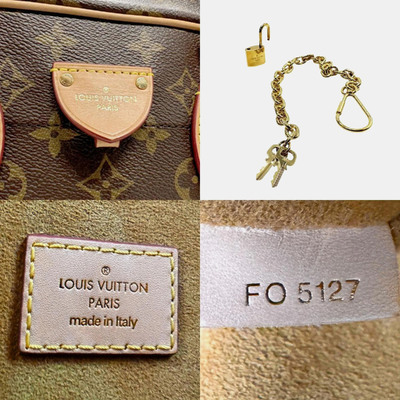 ®
LOUIS VUITTON
PARIS
®
LOUIS VUITTON
PARIS
made in Italy
FO 5127